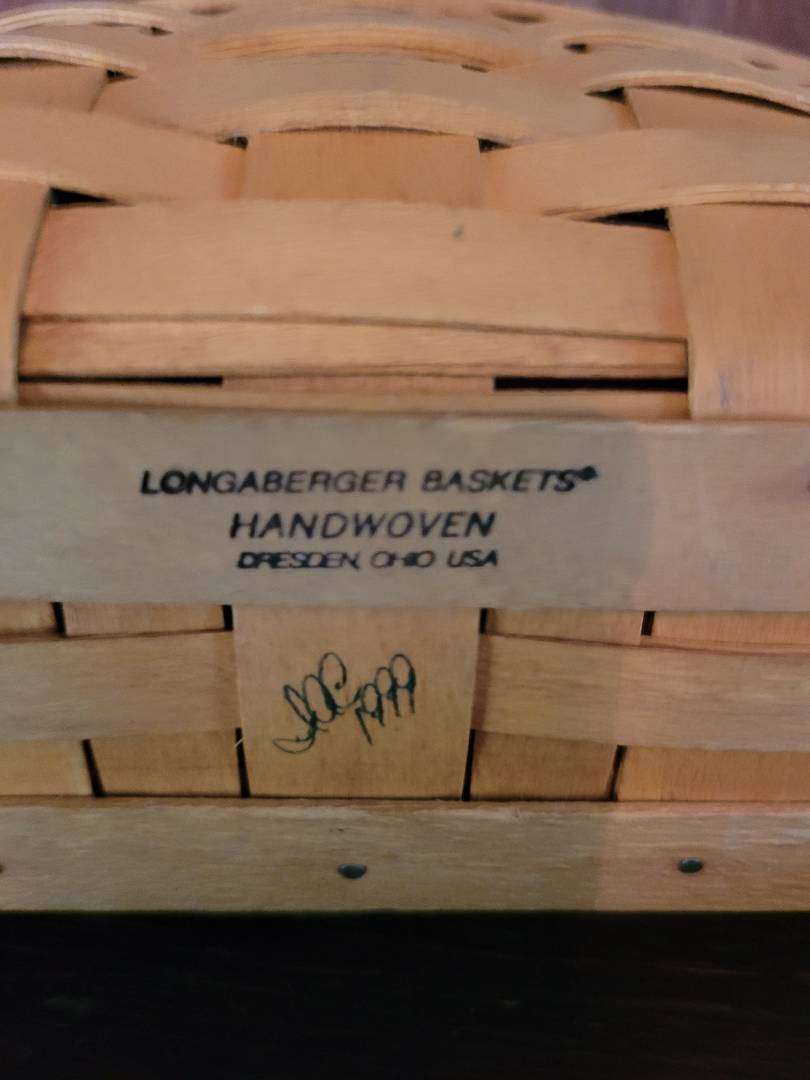 LONGABERGER BASKETS®
HANDWOVEN
DRESDEN, OHIO USA
1999